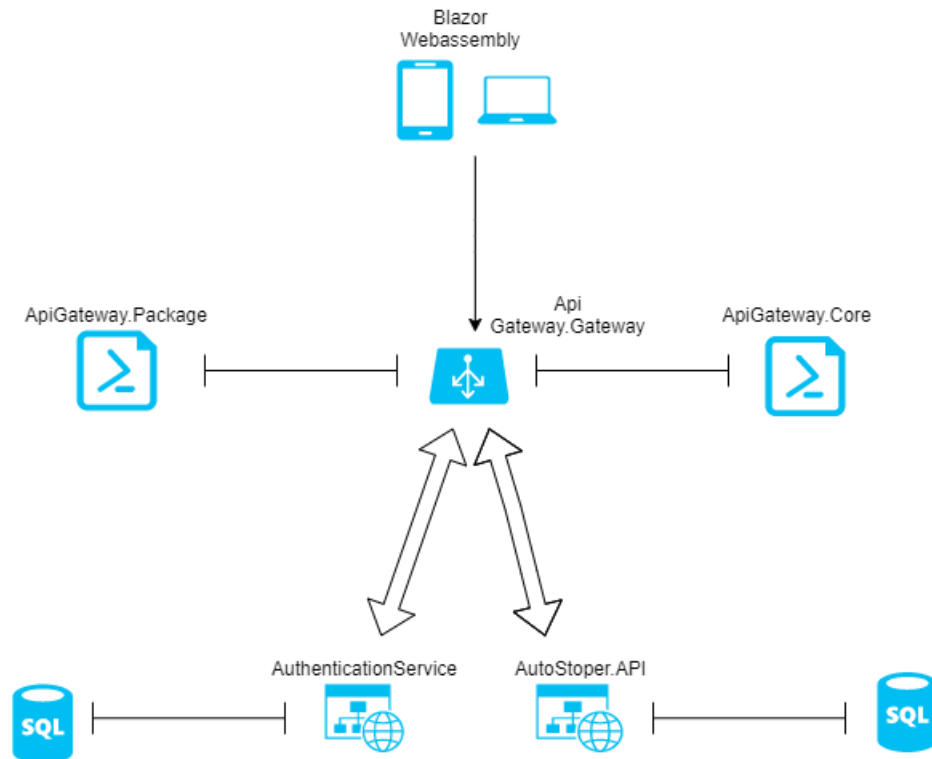 Blazor
Webassembly
ApiGateway.Package
Api
Gateway.Gateway
ApiGateway.Core
AuthenticationService
AutoStoper.API
SQL
SQL